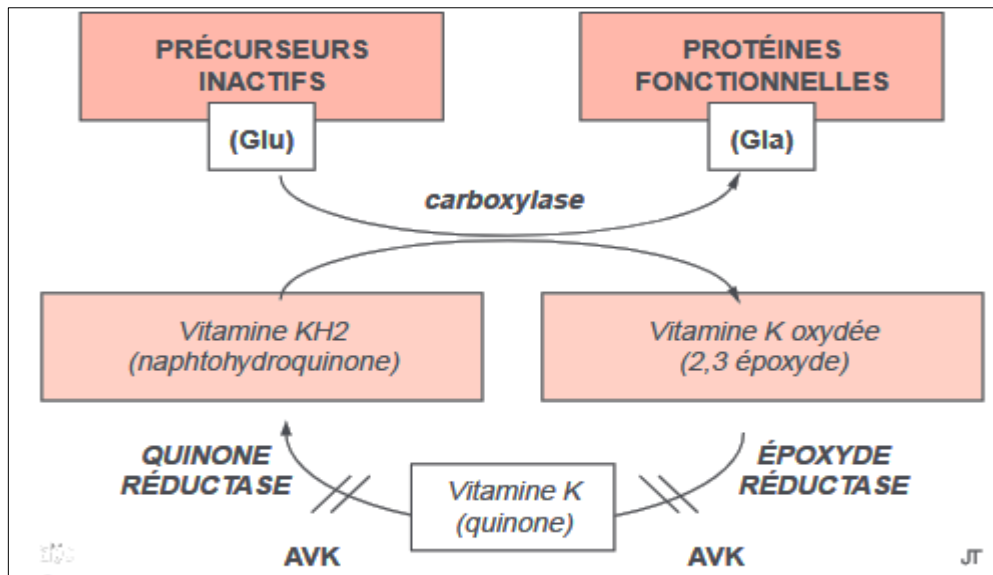 PRÉCURSEURS
INACTIFS
PROTÉINES
FONCTIONNELLES
(Glu)
(Gla)
carboxylase
Vitamine KH2
(naphtohydroquinone)
Vitamine K oxydée
(2,3 époxyde)
QUINONE
RÉDUCTASE
ÉPOXYDE
RÉDUCTASE
Vitamine K
(quinone)
AVK
AVK
JT